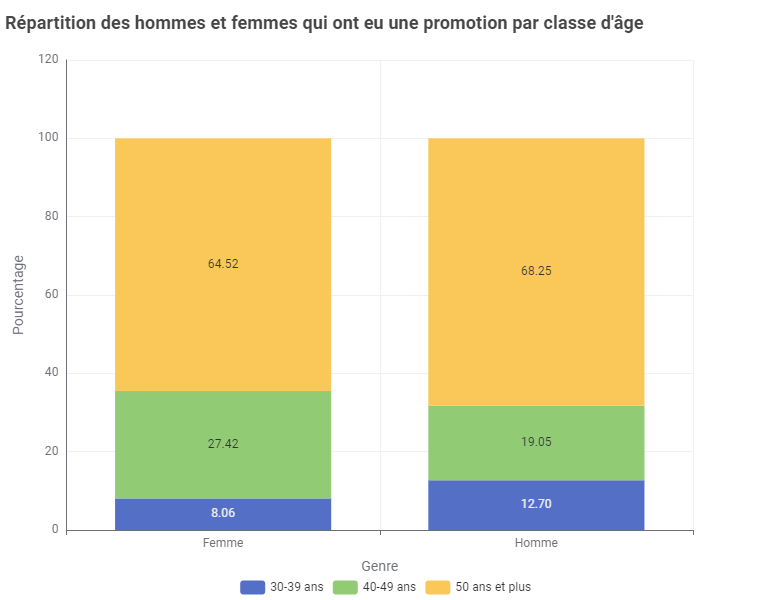 Répartition des hommes et femmes qui ont eu une promotion par classe d'âge
120
100
80
60
40
20
0
Pourcentage
64.52
68.25
27.42
19.05
8.06
12.70
Femme
Homme
Genre
30-39 ans
40-49 ans
50 ans et plus